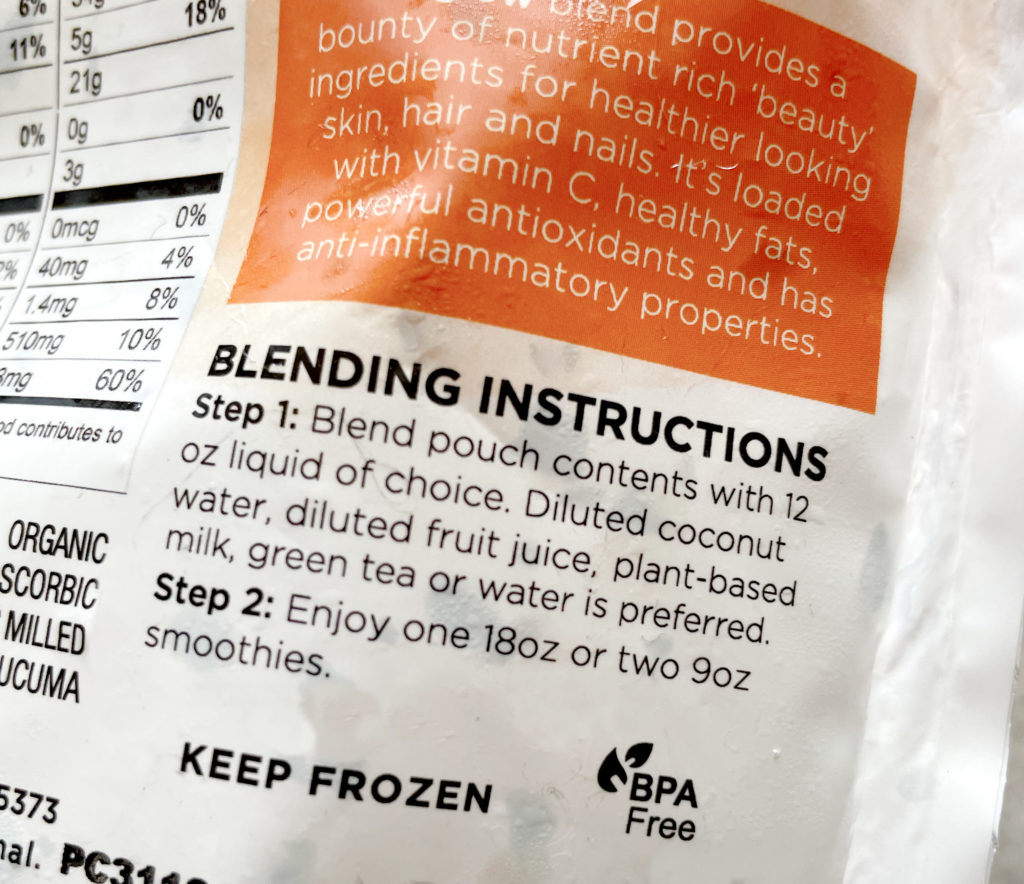 6%
18%
11% 5g
21g
0% 0g 0%
3g
0% 0mcg 0%
40mg 4%
1.4mg 8%
510mg 10%
60%
contributes to
ORGANIC
MILLED
blend provides a
bounty of nutrient rich ‘beauty’
ingredients for healthier looking
skin, hair and nails. It's loaded
with vitamin C, healthy fats,
powerful antioxidants and has
anti-inflammatory properties.
BLENDING INSTRUCTIONS
Step 1: Blend pouch contents with 12
oz liquid of choice. Diluted coconut
water, diluted fruit juice, plant-based
milk, green tea or water is preferred.
Step 2: Enjoy one 18oz or two 9oz
smoothies.
KEEP FROZEN
BPA
Free
5373